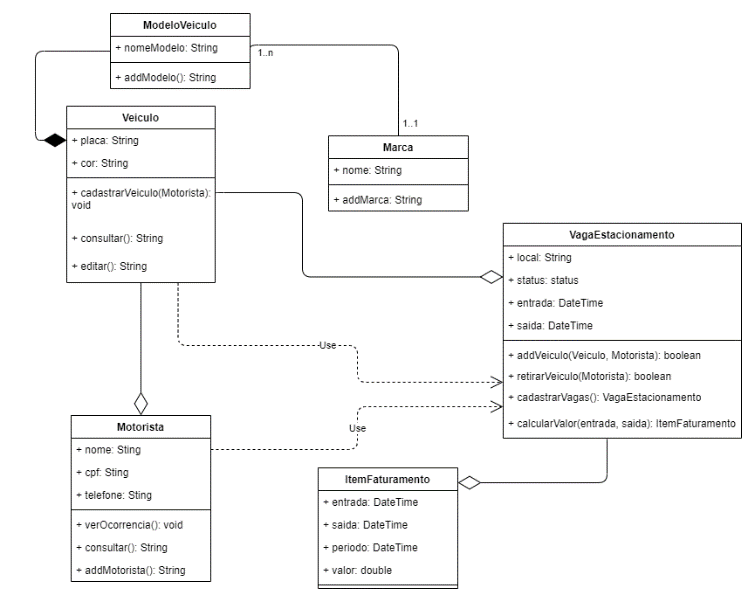 ModeloVeiculo
+ nomeModelo: String
+ addModelo(): String
1..n
1..1
Marca
+ nome: String
+ addMarca: String
Veiculo
+ placa: String
+ cor: String
+ cadastrarVeiculo(Motorista):
void
+ consultar(): String
+ editar(): String
VagaEstacionamento
+ local: String
+ status: status
+ entrada: DateTime
+ saida: DateTime
+ addVeiculo(Veiculo, Motorista): boolean
+ retirarVeiculo(Motorista): boolean
+ cadastrarVagas(): VagaEstacionamento
+ calcularValor(entrada, saida): ItemFaturamento
Use
Use
Motorista
+ nome: Sting
+ cpf: Sting
+ telefone: Sting
+ verOcorrencia(): void
+ consultar(): String
+ addMotorista(): String
ItemFaturamento
+ entrada: DateTime
+ saida: DateTime
+ periodo: DateTime
+ valor: double